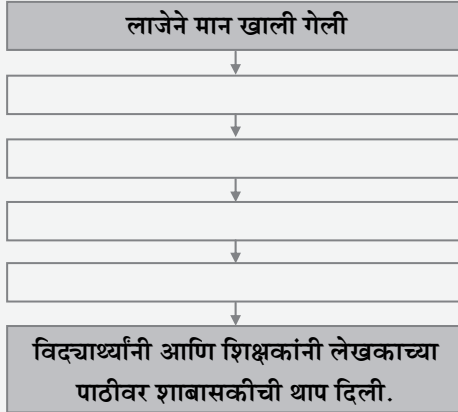 लाजेने मान खाली गेली
विद्यार्थ्यांनी आणि शिक्षकांनी लेखकाच्या
पाठीवर शाबासकीची थाप दिली.